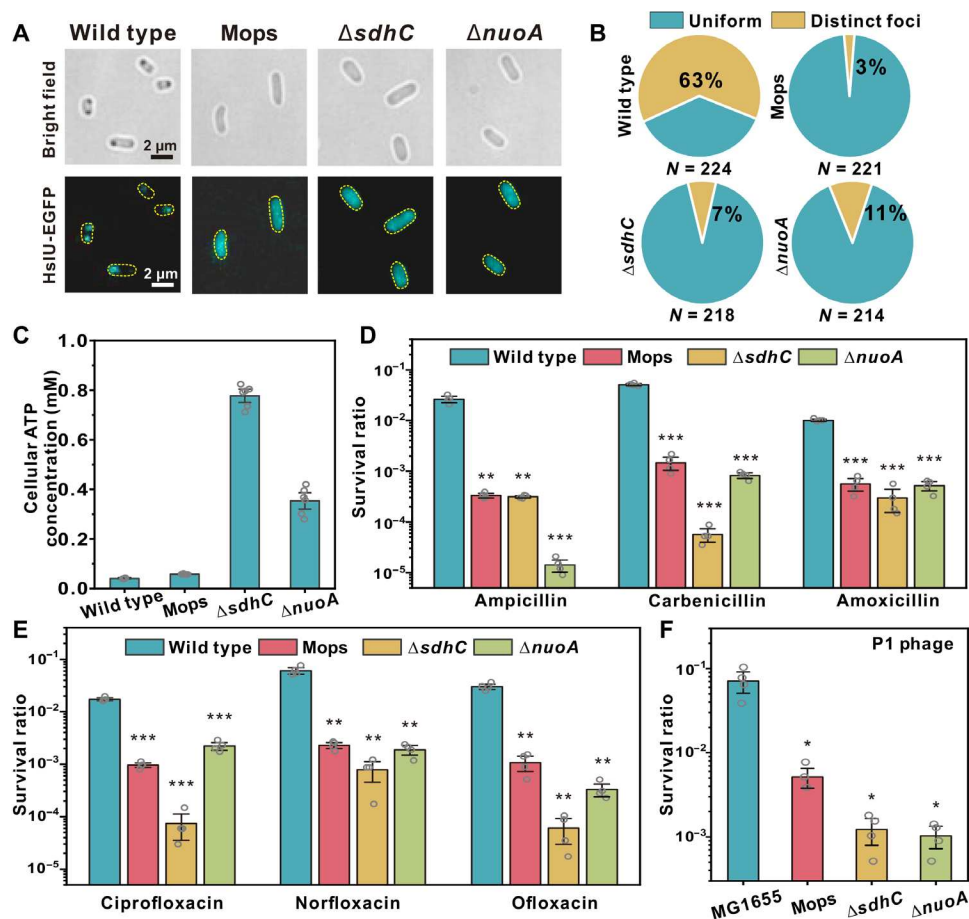 A
Wild type
Mops
ΔsdhC
ΔnuoA
Bright field
2 μm
2 μm
HslU-EGFP
2 μm
B
Uniform
Distinct foci
Wild type
63%
N = 224
Mops
3%
N = 221
ΔsdhC
7%
N = 218
ΔnuoA
11%
N = 214
C
Cellular ATP
concentration (mM)
1.0
0.8
0.6
0.4
0.2
0.0
Wild type
Mops
ΔsdhC
ΔnuoA
D
Wild type
Mops
ΔsdhC
ΔnuoA
Survival ratio
10⁻¹
10⁻²
10⁻³
10⁻⁴
10⁻⁵
**
**
***
***
***
***
***
***
***
Ampicillin
Carbenicillin
Amoxicillin
E
Wild type
Mops
ΔsdhC
ΔnuoA
Survival ratio
10⁻¹
10⁻²
10⁻³
10⁻⁴
10⁻⁵
***
***
***
**
**
**
**
**
**
Ciprofloxacin
Norfloxacin
Ofloxacin
F
P1 phage
Survival ratio
10⁻¹
10⁻²
10⁻³
*
*
*
MG1655
Mops
ΔsdhC
ΔnuoA